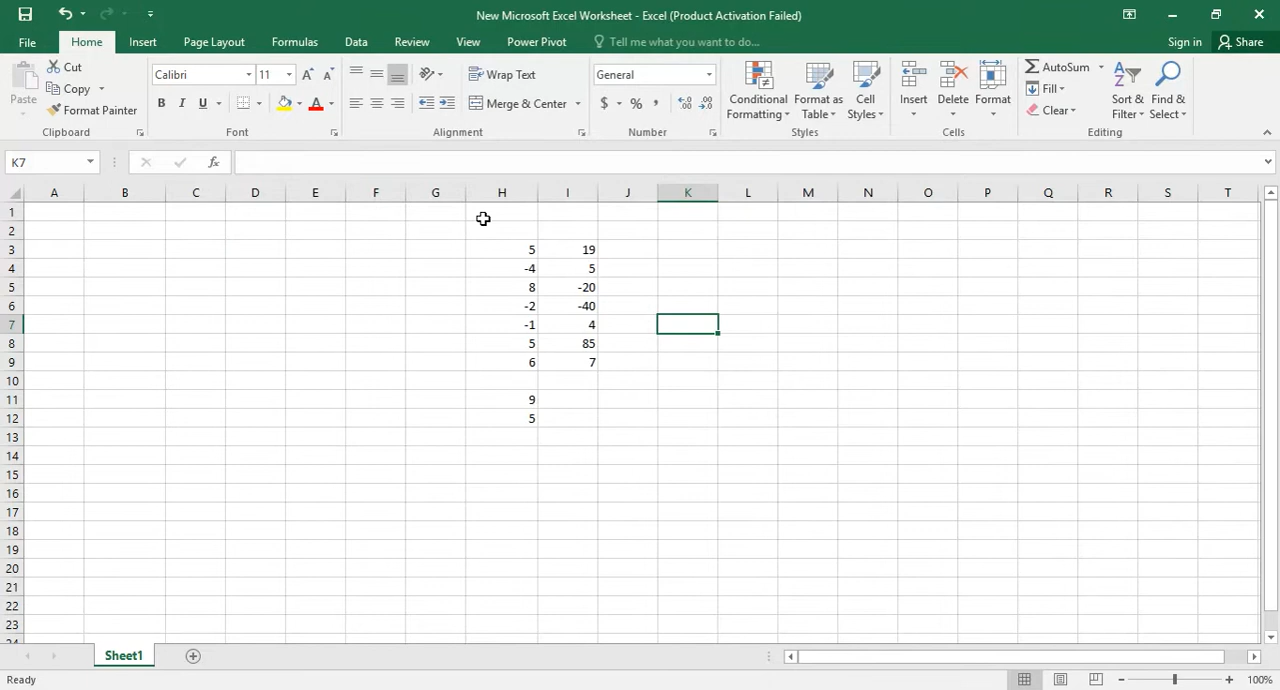 New Microsoft Excel Worksheet - Excel (Product Activation Failed)
File Home Insert Page Layout Formulas Data Review View Power Pivot Tell me what you want to do... Sign in Share
Paste Cut Copy Format Painter Clipboard
Calibri 11 A A B I U A Font
Wrap Text Merge & Center Alignment
General $ % , .0 .00 .00 .0 Number
Conditional Formatting Format as Table Cell Styles Styles
Insert Delete Format Cells
AutoSum Fill Clear Sort & Filter Find & Select Editing
K7 fx
A B C D E F G H I J K L M N O P Q R S T
1
2
3 5 19
4 -4 5
5 8 -20
6 -2 -40
7 -1 4
8 5 85
9 6 7
10
11 9
12 5
13
14
15
16
17
18
19
20
21
22
23
24
Sheet1
Ready 100%